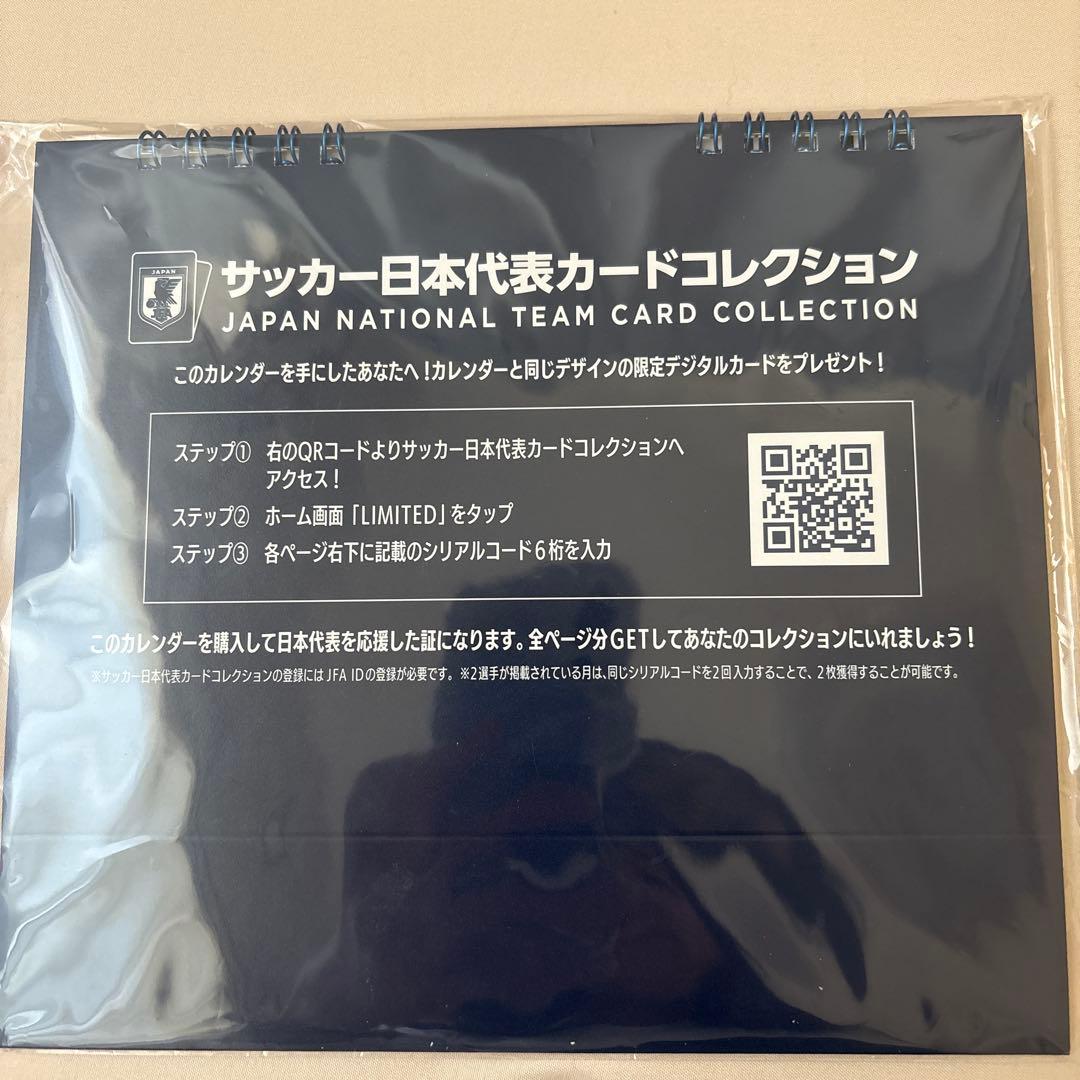 JAPAN
サッカー日本代表カードコレクション
JAPAN NATIONAL TEAM CARD COLLECTION
このカレンダーを手にしたあなたへ！カレンダーと同じデザインの限定デジタルカードをプレゼント！
ステップ① 右のQRコードよりサッカー日本代表カードコレクションへ
アクセス！
ステップ② ホーム画面「LIMITED」をタップ
ステップ③ 各ページ右下に記載のシリアルコード6桁を入力
このカレンダーを購入して日本代表を応援した証になります。全ページ分GETしてあなたのコレクションにいれましょう！
※サッカー日本代表カードコレクションの登録にはJFA IDの登録が必要です。※2選手が掲載されている月は、同じシリアルコードを2回入力することで、2枚獲得することが可能です。